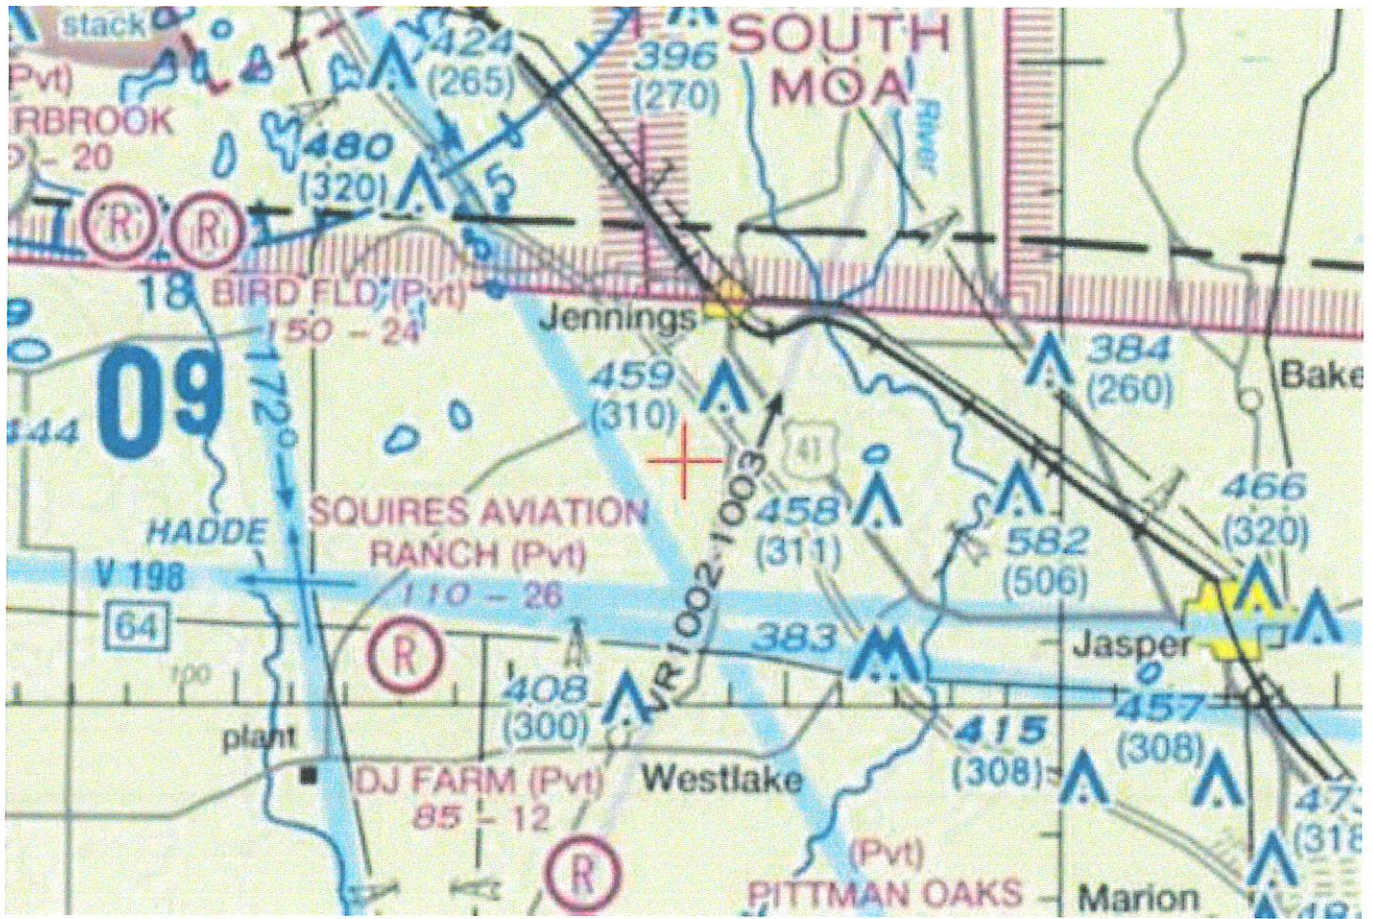 stack
424
(265)
396
(270)
SOUTH
MOA
River
(Pvt)
RBROOK
- 20
480
(320)
5
R
R
18
BIRD FLD (Pvt)
150 - 24
Jennings
09
172°
459
(310)
384
(260)
Bake
444
41
SQUIRES AVIATION
RANCH (Pvt)
110 - 26
HADDE
V 198
64
VR1002-1003
458
(311)
582
(506)
466
(320)
R
383
Jasper
100
408
(300)
415
(308)
457
(308)
plant
DJ FARM (Pvt)
85 - 12
Westlake
473
(318
R
(Pvt)
PITTMAN OAKS
Marion